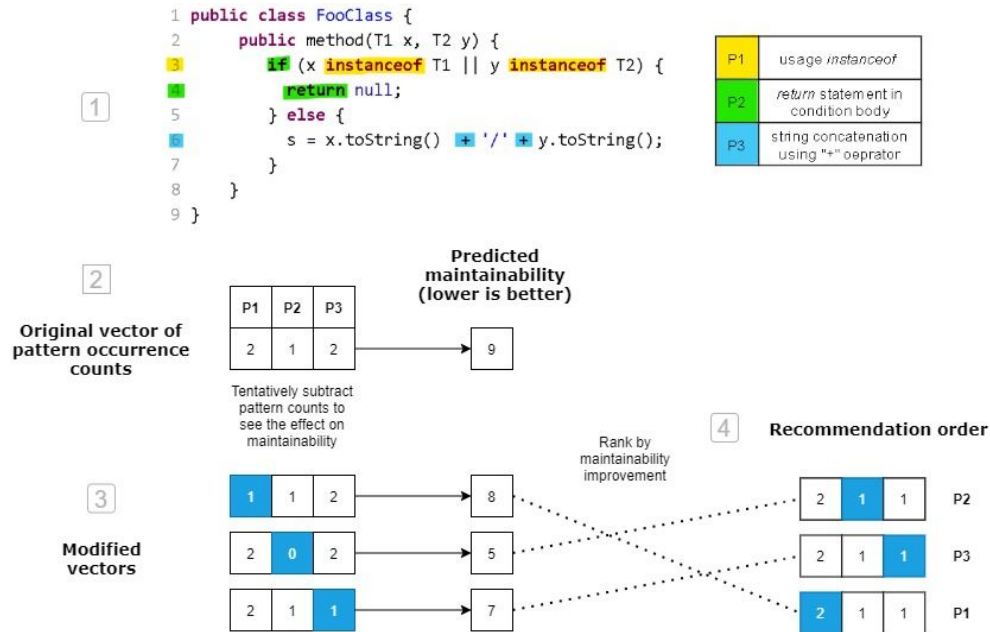 1 public class FooClass {
2 public method(T1 x, T2 y) {
3 if (x instanceof T1 || y instanceof T2) {
4 return null;
5 } else {
6 s = x.toString() + '/' + y.toString();
7 }
8 }
9 }
1
P1 usage instanceof
P2 return statement in
condition body
P3 string concatenation
using "+" oeprator
2
Original vector of
pattern occurrence
counts
P1 P2 P3
2 1 2
Predicted
maintainability
(lower is better)
9
Tentatively subtract
pattern counts to
see the effect on
maintainability
3
Modified
vectors
1 1 2
8
2 0 2
5
2 1 1
7
Rank by
maintainability
improvement
4
Recommendation order
2 1 1 P2
2 1 1 P3
2 1 1 P1